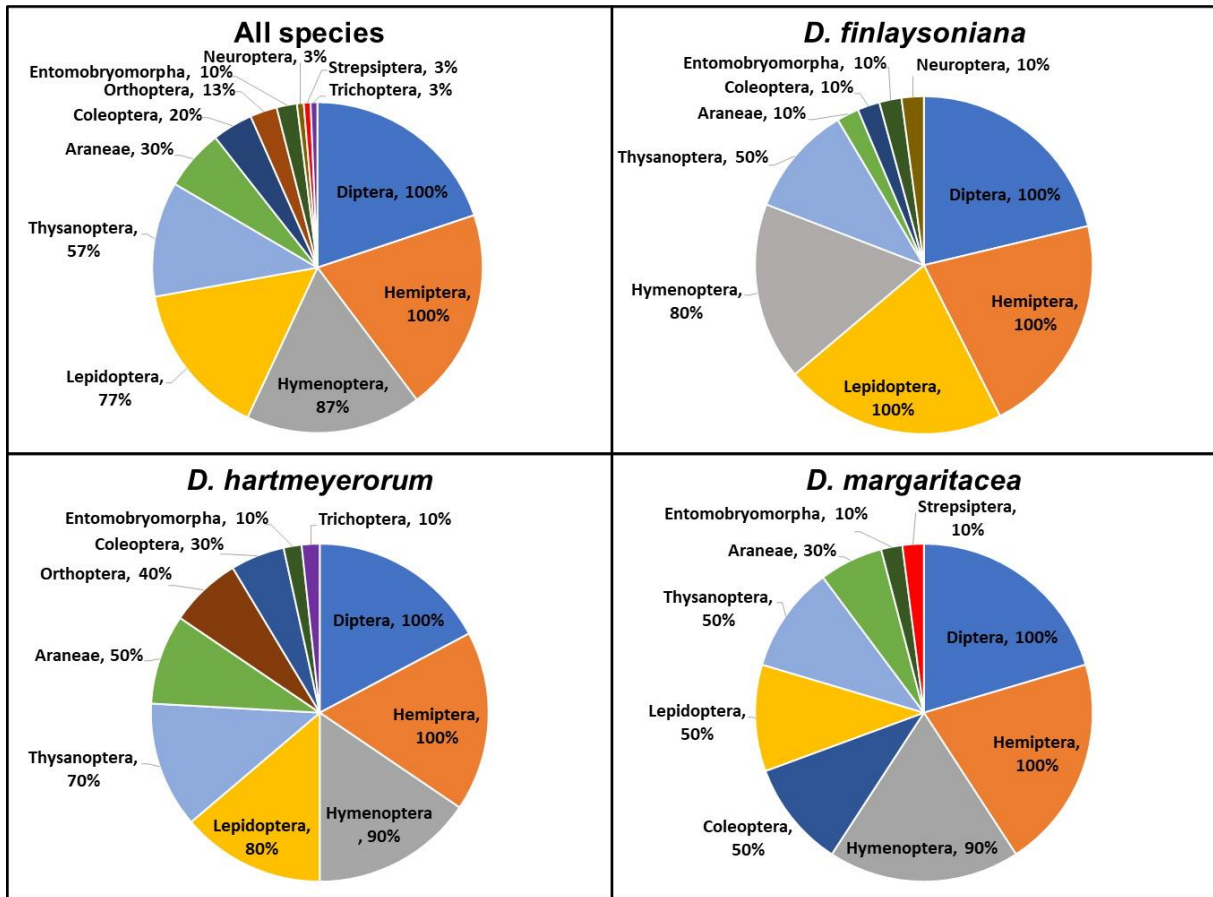 All species
Neuroptera, 3%
Entomobryomorpha, 10%
Strepsiptera, 3%
Orthoptera, 13%
Trichoptera, 3%
Coleoptera, 20%
Araneae, 30%
Diptera, 100%
Thysanoptera,
57%
Hemiptera,
100%
Lepidoptera,
77%
Hymenoptera,
87%
D. finlaysoniana
Entomobryomorpha, 10%
Neuroptera, 10%
Coleoptera, 10%
Araneae, 10%
Thysanoptera, 50%
Diptera, 100%
Hymenoptera,
80%
Hemiptera,
100%
Lepidoptera,
100%
D. hartmeyerorum
Entomobryomorpha, 10%
Trichoptera, 10%
Coleoptera, 30%
Orthoptera, 40%
Diptera, 100%
Araneae, 50%
Hemiptera,
100%
Thysanoptera,
70%
Lepidoptera,
80%
Hymenoptera
, 90%
D. margaritacea
Strepsiptera,
10%
Entomobryomorpha, 10%
Araneae, 30%
Thysanoptera,
50%
Diptera, 100%
Lepidoptera,
50%
Hemiptera,
100%
Coleoptera,
50%
Hymenoptera, 90%